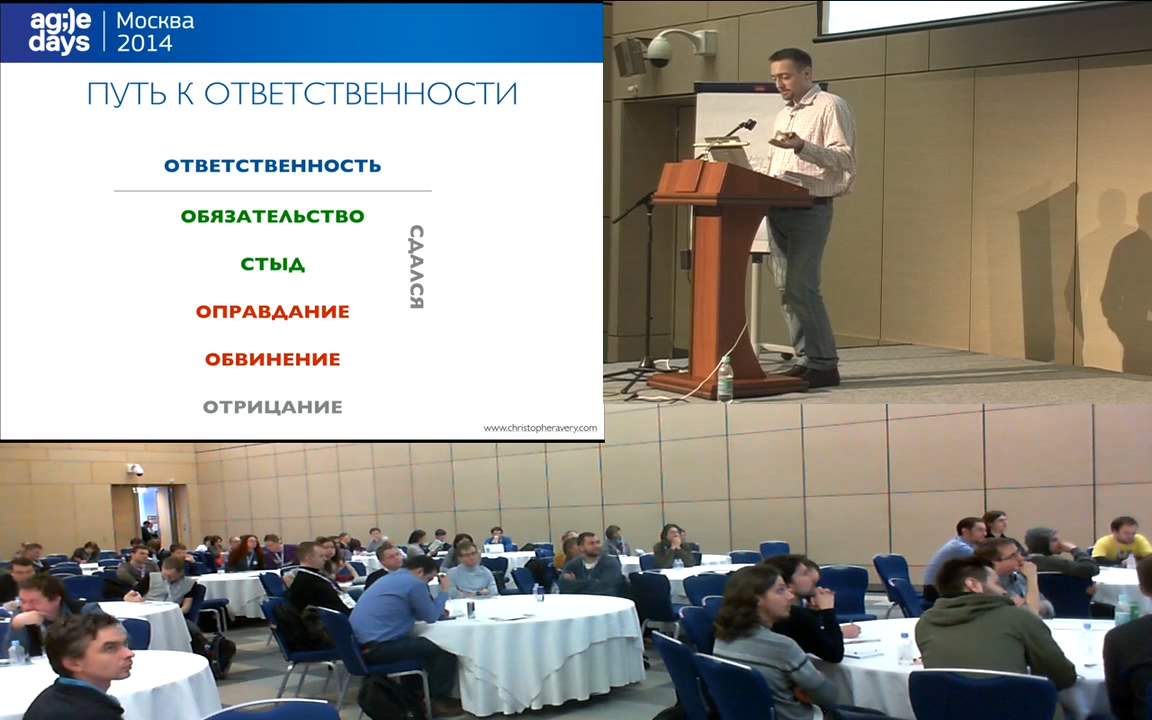 ag;)e
days
Москва
2014
ПУТЬ К ОТВЕТСТВЕННОСТИ
ОТВЕТСТВЕННОСТЬ
ОБЯЗАТЕЛЬСТВО
СТЫД
ОПРАВДАНИЕ
ОБВИНЕНИЕ
ОТРИЦАНИЕ
СДАЛСЯ
www.christopheravery.com